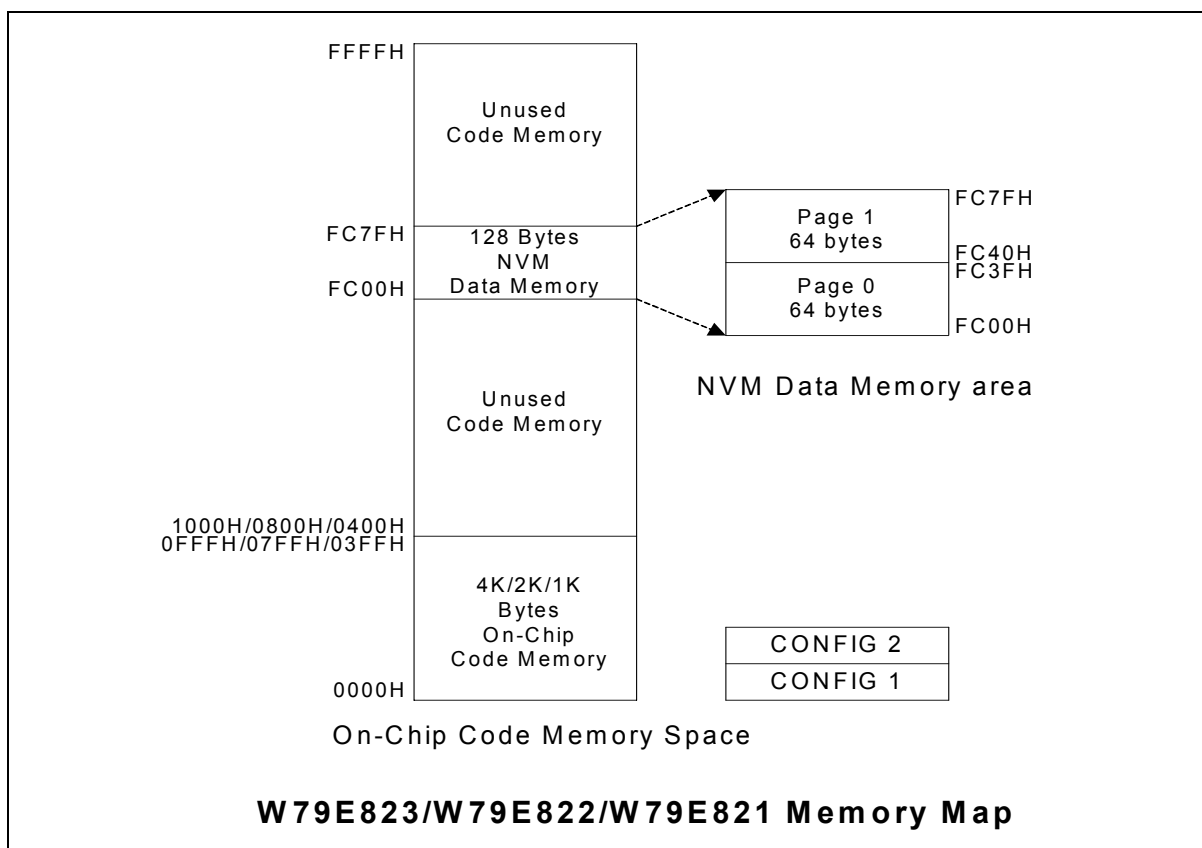 FFFFH
Unused
Code Memory
FC7FH
128 Bytes
NVM
Data Memory
FC00H
Unused
Code Memory
1000H/0800H/0400H
0FFFH/07FFH/03FFH
4K/2K/1K
Bytes
On-Chip
Code Memory
0000H
On-Chip Code Memory Space
Page 1
64 bytes
FC7FH
FC40H
FC3FH
Page 0
64 bytes
FC00H
NVM Data Memory area
CONFIG 2
CONFIG 1
W79E823/W79E822/W79E821 Memory Map